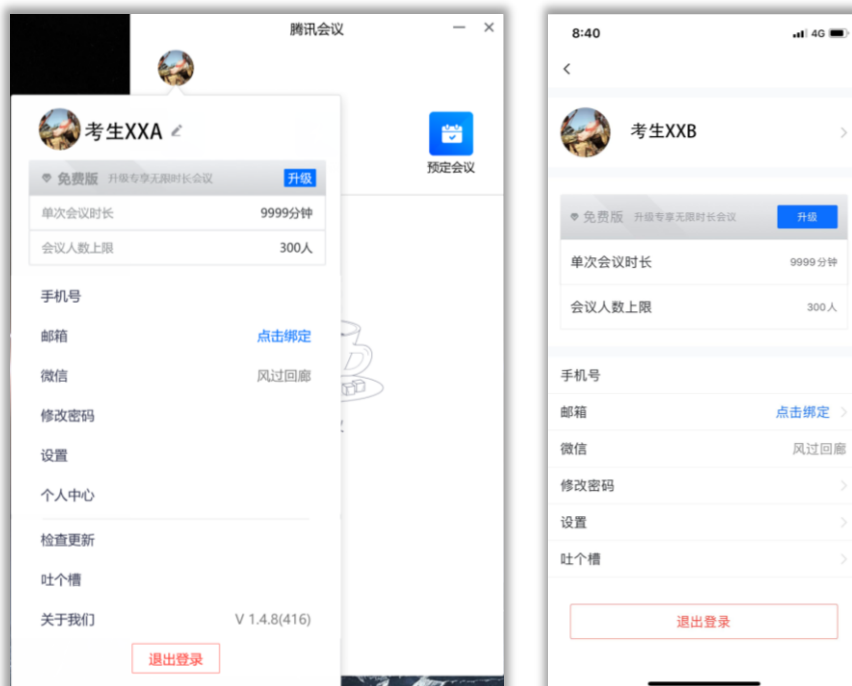 腾讯会议
考生XXA
预定会议
免费版 升级专享无限时长会议 升级
单次会议时长 9999分钟
会议人数上限 300人
手机号
邮箱 点击绑定
微信 风过回廊
修改密码
设置
个人中心
检查更新
吐个槽
关于我们 V 1.4.8(416)
退出登录
8:40 4G
考生XXB
免费版 升级专享无限时长会议 升级
单次会议时长 9999分钟
会议人数上限 300人
手机号
邮箱 点击绑定
微信 风过回廊
修改密码
设置
吐个槽
退出登录